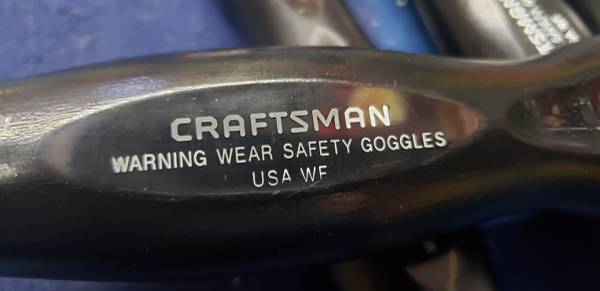 CRAFTSMAN
WARNING WEAR SAFETY GOGGLES
USA WF